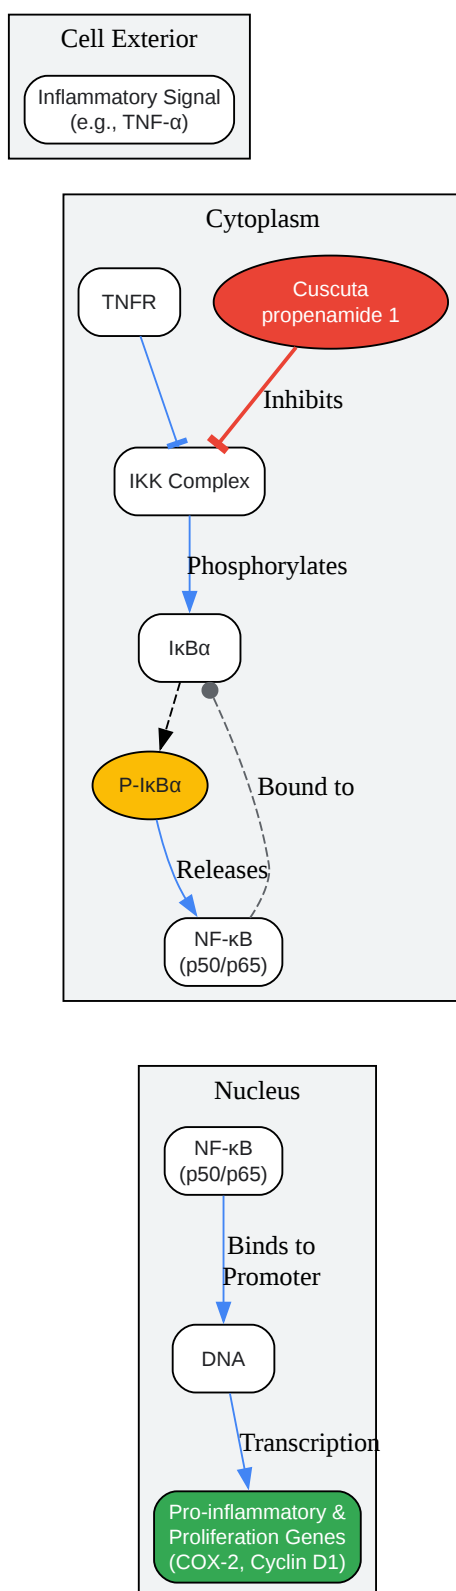 Cell Exterior
Inflammatory Signal
(e.g., TNF-α)
Cytoplasm
TNFR
Cuscuta
propenamide 1
Inhibits
IKK Complex
Phosphorylates
IκBα
P-IκBα
Bound to
Releases
NF-κB
(p50/p65)
Nucleus
NF-κB
(p50/p65)
Binds to
Promoter
DNA
Transcription
Pro-inflammatory &
Proliferation Genes
(COX-2, Cyclin D1)